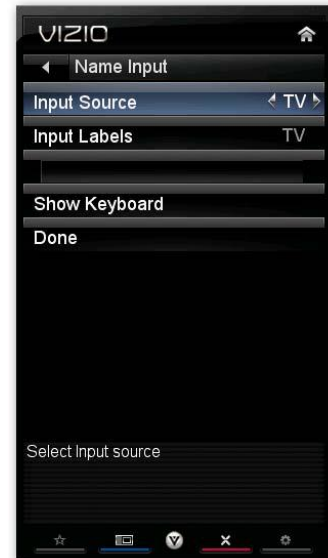 VIZIO
Name Input
Input Source TV
Input Labels TV
Show Keyboard
Done
Select Input source
V